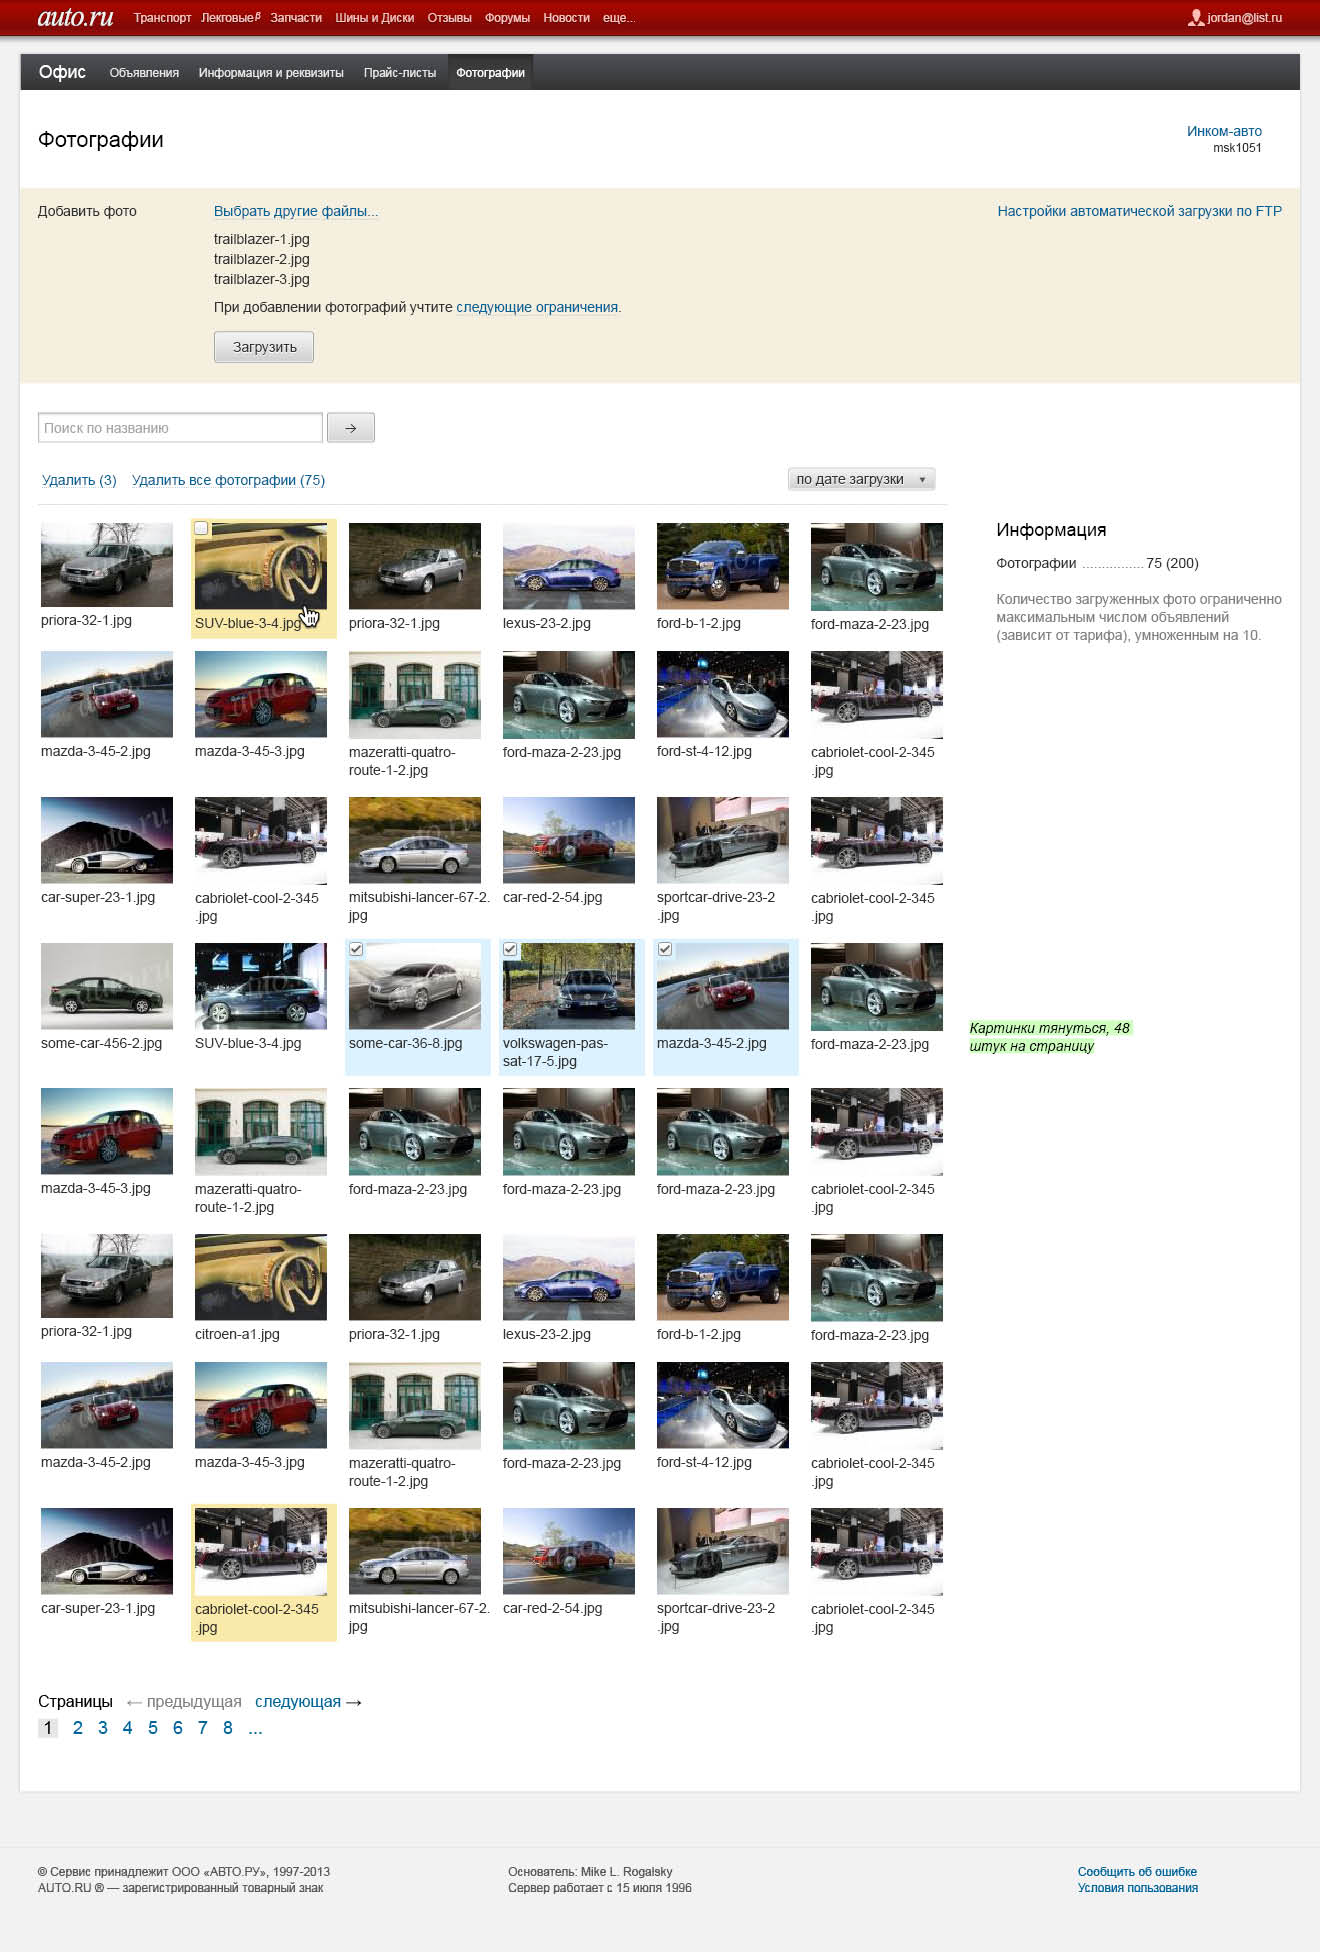 auto.ru Транспорт Легковыеβ Запчасти Шины и Диски Отзывы Форумы Новости еще... jordan@list.ru
Офис Объявления Информация и реквизиты Прайс-листы Фотографии
Фотографии
Инком-авто
msk1051
Добавить фото Выбрать другие файлы... Настройки автоматической загрузки по FTP
trailblazer-1.jpg
trailblazer-2.jpg
trailblazer-3.jpg
При добавлении фотографий учтите следующие ограничения.
Загрузить
Поиск по названию →
Удалить (3) Удалить все фотографии (75) по дате загрузки
priora-32-1.jpg SUV-blue-3-4.jpg priora-32-1.jpg lexus-23-2.jpg ford-b-1-2.jpg ford-maza-2-23.jpg
Информация
Фотографии ................ 75 (200)
Количество загруженных фото ограниченно
максимальным числом объявлений
(зависит от тарифа), умноженным на 10.
mazda-3-45-2.jpg mazda-3-45-3.jpg mazeratti-quatro- ford-maza-2-23.jpg ford-st-4-12.jpg cabriolet-cool-2-345
route-1-2.jpg .jpg
car-super-23-1.jpg cabriolet-cool-2-345 mitsubishi-lancer-67-2. car-red-2-54.jpg sportcar-drive-23-2 cabriolet-cool-2-345
.jpg jpg .jpg .jpg
some-car-456-2.jpg SUV-blue-3-4.jpg some-car-36-8.jpg volkswagen-pas- mazda-3-45-2.jpg ford-maza-2-23.jpg
sat-17-5.jpg
Картинки тянуться, 48
штук на страницу
mazda-3-45-3.jpg mazeratti-quatro- ford-maza-2-23.jpg ford-maza-2-23.jpg ford-maza-2-23.jpg cabriolet-cool-2-345
route-1-2.jpg .jpg
priora-32-1.jpg citroen-a1.jpg priora-32-1.jpg lexus-23-2.jpg ford-b-1-2.jpg ford-maza-2-23.jpg
mazda-3-45-2.jpg mazda-3-45-3.jpg mazeratti-quatro- ford-maza-2-23.jpg ford-st-4-12.jpg cabriolet-cool-2-345
route-1-2.jpg .jpg
car-super-23-1.jpg cabriolet-cool-2-345 mitsubishi-lancer-67-2. car-red-2-54.jpg sportcar-drive-23-2 cabriolet-cool-2-345
.jpg jpg .jpg .jpg
Страницы ← предыдущая следующая →
1 2 3 4 5 6 7 8 ...
© Сервис принадлежит ООО «АВТО.РУ», 1997-2013 Основатель: Mike L. Rogalsky Сообщить об ошибке
AUTO.RU ® — зарегистрированный товарный знак Сервер работает с 15 июля 1996 Условия пользования